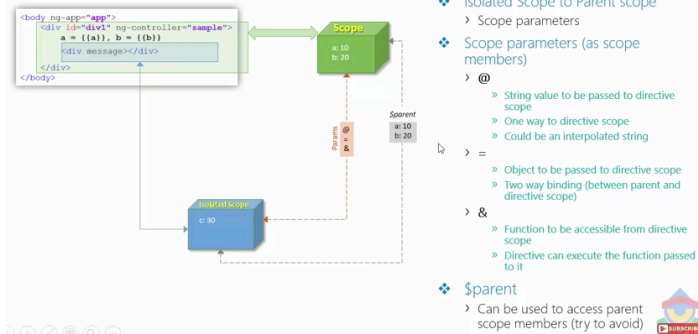 <body ng-app="app">
<div id="div1" ng-controller="sample">
a = {{a}}, b = {{b}}
<div message></div>
</div>
</body>
Scope
a: 10
b: 20
$parent
a: 10
b: 20
Params
@
=
&
Isolated Scope
c: 30
Isolated Scope to Parent scope
Scope parameters
Scope parameters (as scope
members)
@
String value to be passed to directive
scope
One way to directive scope
Could be an interpolated string
=
Object to be passed to directive scope
Two way binding (between parent and
directive scope)
&
Function to be accessible from directive
scope
Directive can execute the function passed
to it
$parent
Can be used to access parent
scope members (try to avoid)
SUBSCRIBE